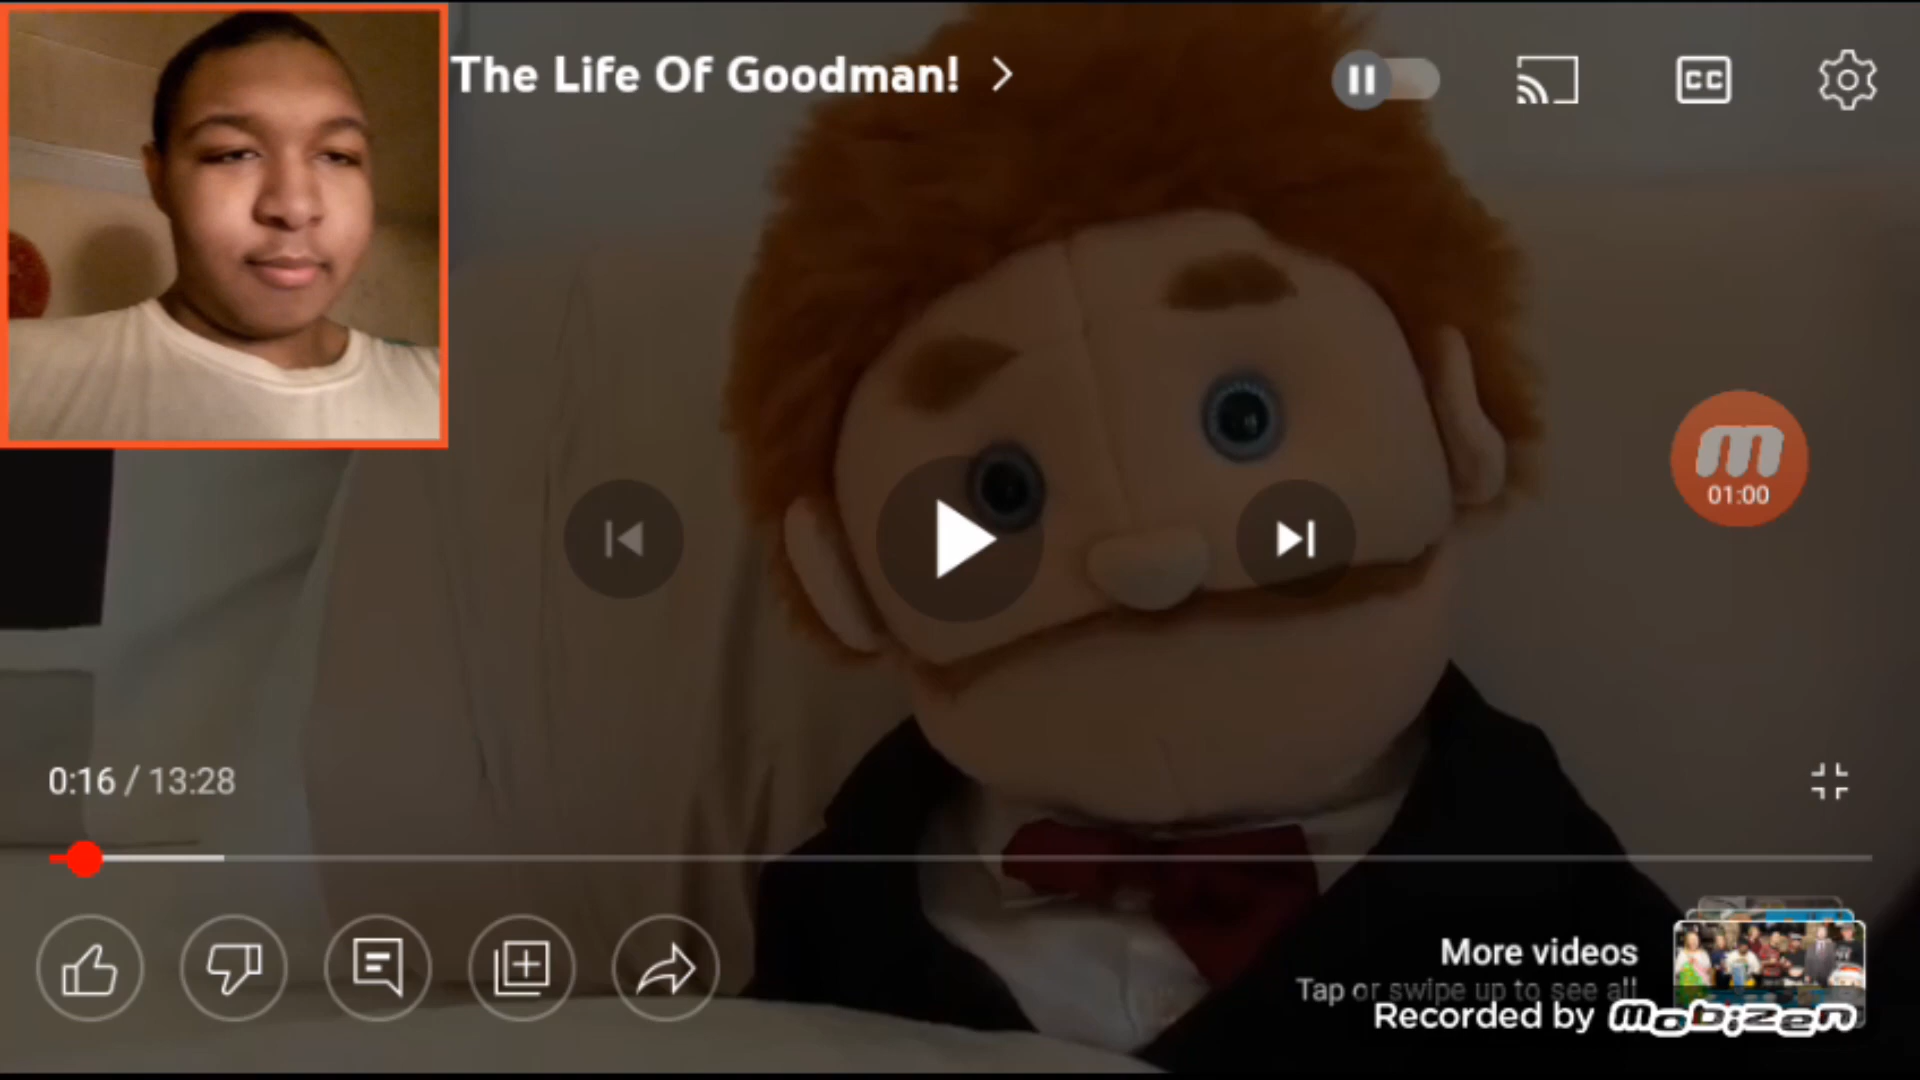 The Life Of Goodman!
CC
m
01:00
0:16 / 13:28
More videos
Tap or swipe up to see all
Recorded by mobizen